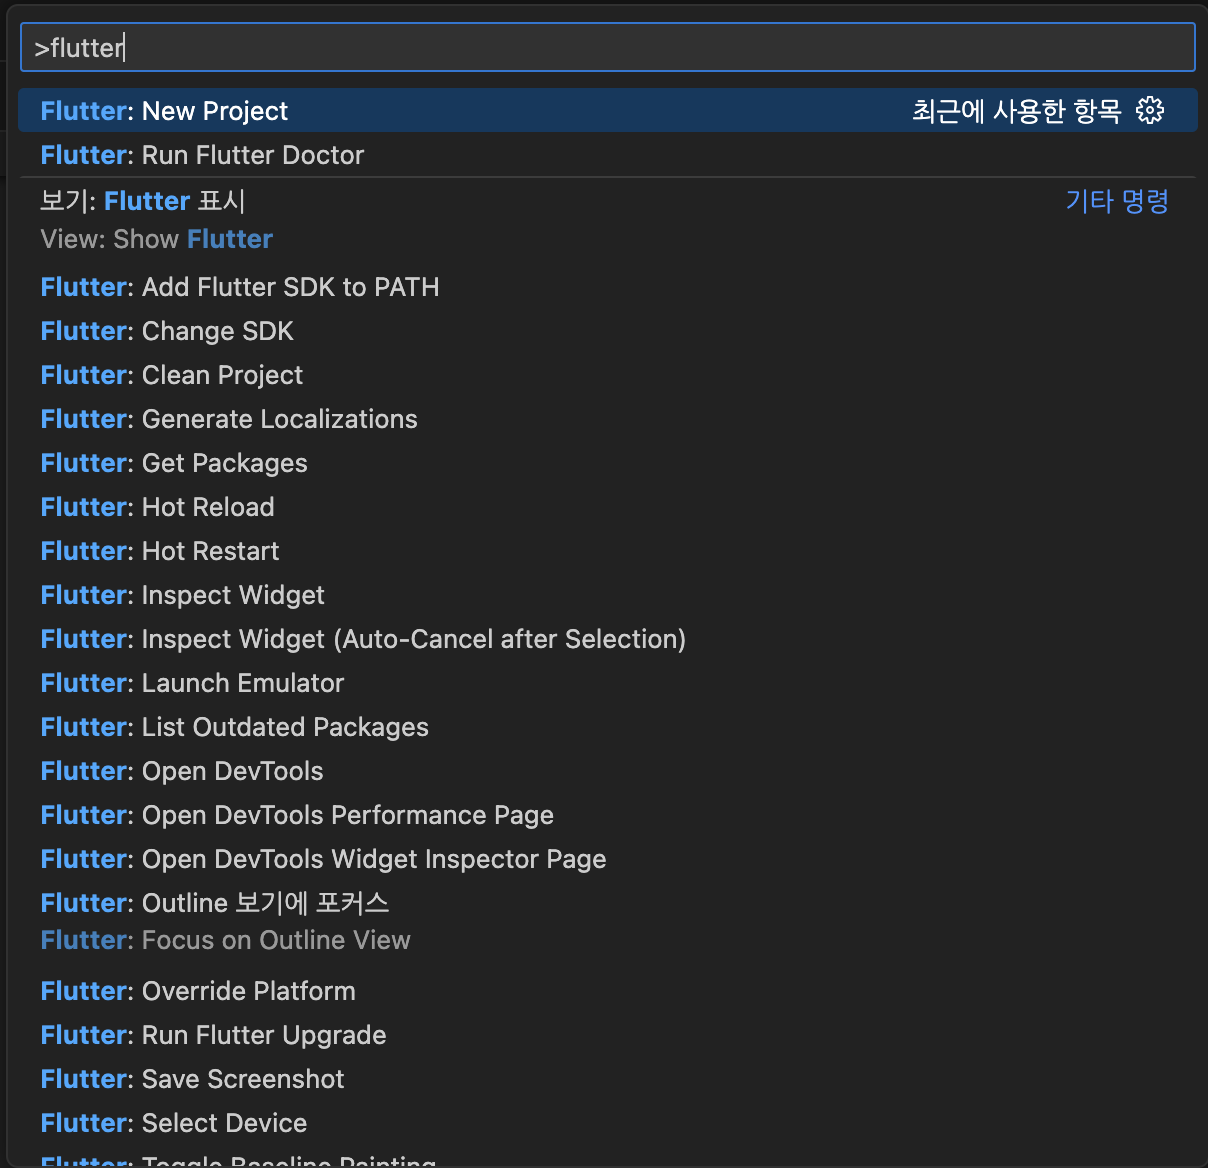 >flutter
Flutter: New Project 최근에 사용한 항목
Flutter: Run Flutter Doctor
보기: Flutter 표시 기타 명령
View: Show Flutter
Flutter: Add Flutter SDK to PATH
Flutter: Change SDK
Flutter: Clean Project
Flutter: Generate Localizations
Flutter: Get Packages
Flutter: Hot Reload
Flutter: Hot Restart
Flutter: Inspect Widget
Flutter: Inspect Widget (Auto-Cancel after Selection)
Flutter: Launch Emulator
Flutter: List Outdated Packages
Flutter: Open DevTools
Flutter: Open DevTools Performance Page
Flutter: Open DevTools Widget Inspector Page
Flutter: Outline 보기에 포커스
Flutter: Focus on Outline View
Flutter: Override Platform
Flutter: Run Flutter Upgrade
Flutter: Save Screenshot
Flutter: Select Device
Flutter: Toggle Baseline Painting